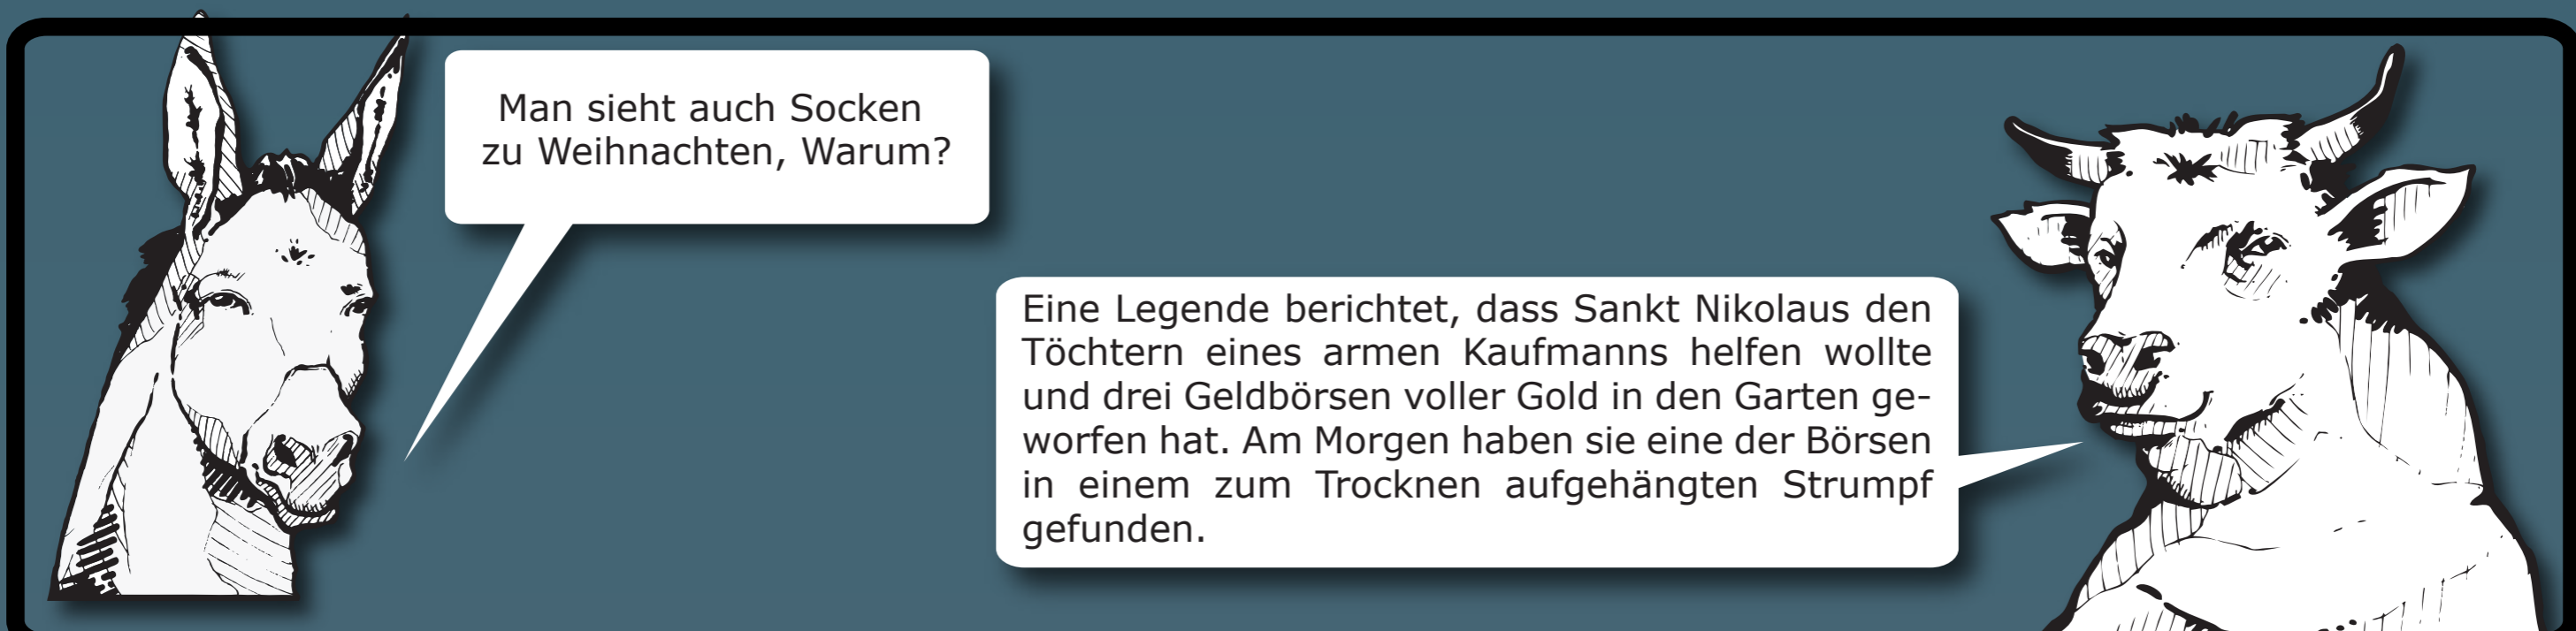 Man sieht auch Socken
zu Weihnachten, Warum?
Eine Legende berichtet, dass Sankt Nikolaus den
Töchtern eines armen Kaufmanns helfen wollte
und drei Geldbörsen voller Gold in den Garten ge-
worfen hat. Am Morgen haben sie eine der Börsen
in einem zum Trocknen aufgehängten Strumpf
gefunden.